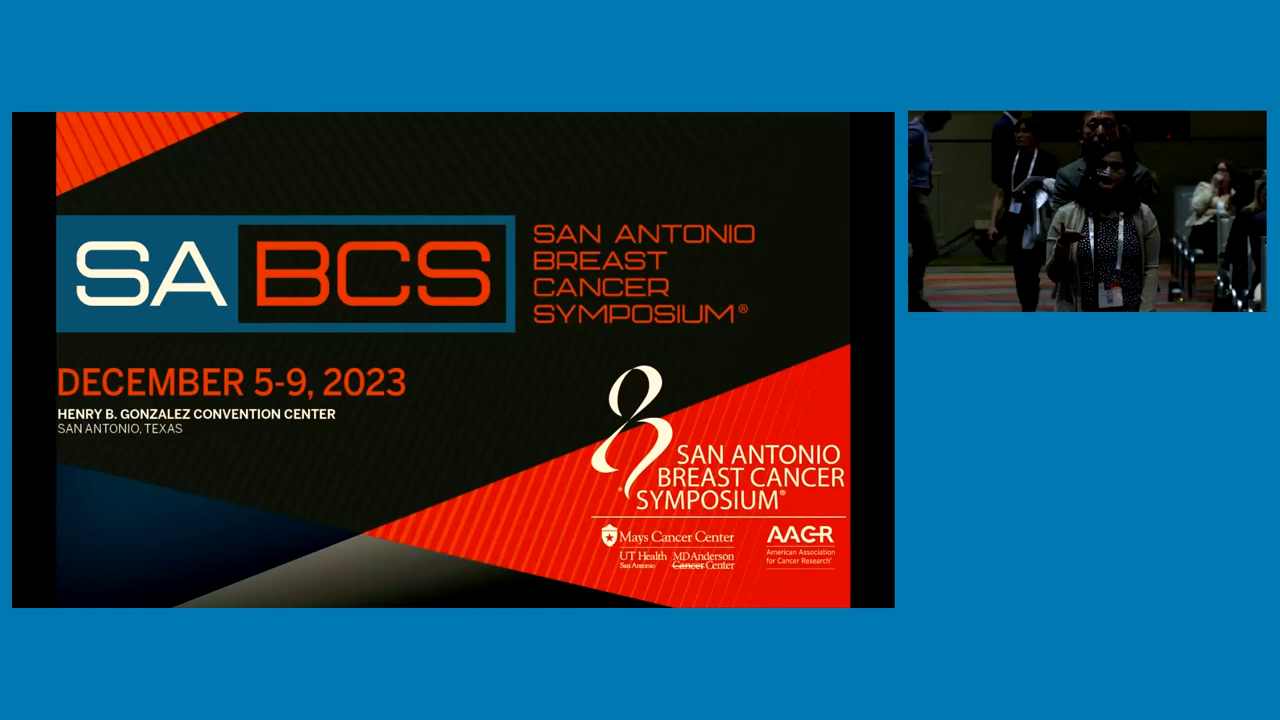 SA BCS
SAN ANTONIO
BREAST
CANCER
SYMPOSIUM®
DECEMBER 5-9, 2023
HENRY B. GONZALEZ CONVENTION CENTER
SAN ANTONIO, TEXAS
SAN ANTONIO
BREAST CANCER
SYMPOSIUM®
Mays Cancer Center
UT Health
San Antonio
MD Anderson
Cancer Center
AACR
American Association
for Cancer Research®